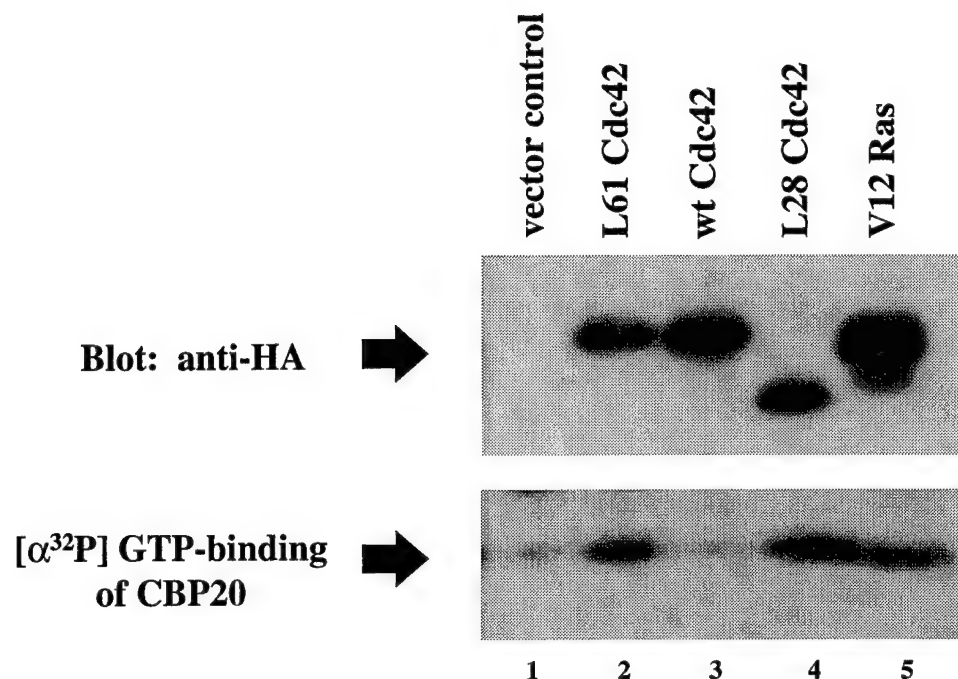 vector control
L61 Cdc42
wt Cdc42
L28 Cdc42
V12 Ras
Blot: anti-HA
[α³²P] GTP-binding
of CBP20
1 2 3 4 5